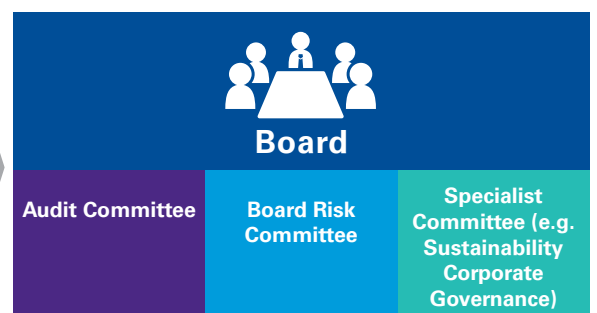 Board
Audit Committee
Board Risk
Committee
Specialist
Committee (e.g.
Sustainability
Corporate
Governance)